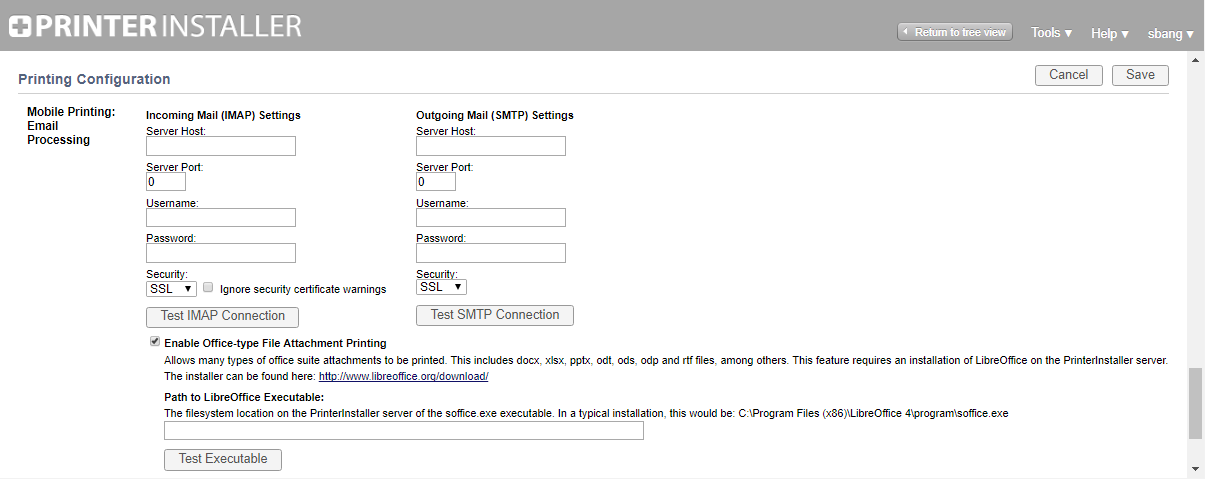 PRINTER INSTALLER
Return to tree view Tools ▼ Help ▼ sbang ▼
Printing Configuration Cancel Save
Mobile Printing:
Email
Processing
Incoming Mail (IMAP) Settings
Server Host:
Server Port:
0
Username:
Password:
Security:
SSL ▼ Ignore security certificate warnings
Test IMAP Connection
Outgoing Mail (SMTP) Settings
Server Host:
Server Port:
0
Username:
Password:
Security:
SSL ▼
Test SMTP Connection
Enable Office-type File Attachment Printing
Allows many types of office suite attachments to be printed. This includes docx, xlsx, pptx, odt, ods, odp and rtf files, among others. This feature requires an installation of LibreOffice on the PrinterInstaller server.
The installer can be found here: http://www.libreoffice.org/download/
Path to LibreOffice Executable:
The filesystem location on the PrinterInstaller server of the soffice.exe executable. In a typical installation, this would be: C:\Program Files (x86)\LibreOffice 4\program\soffice.exe
Test Executable